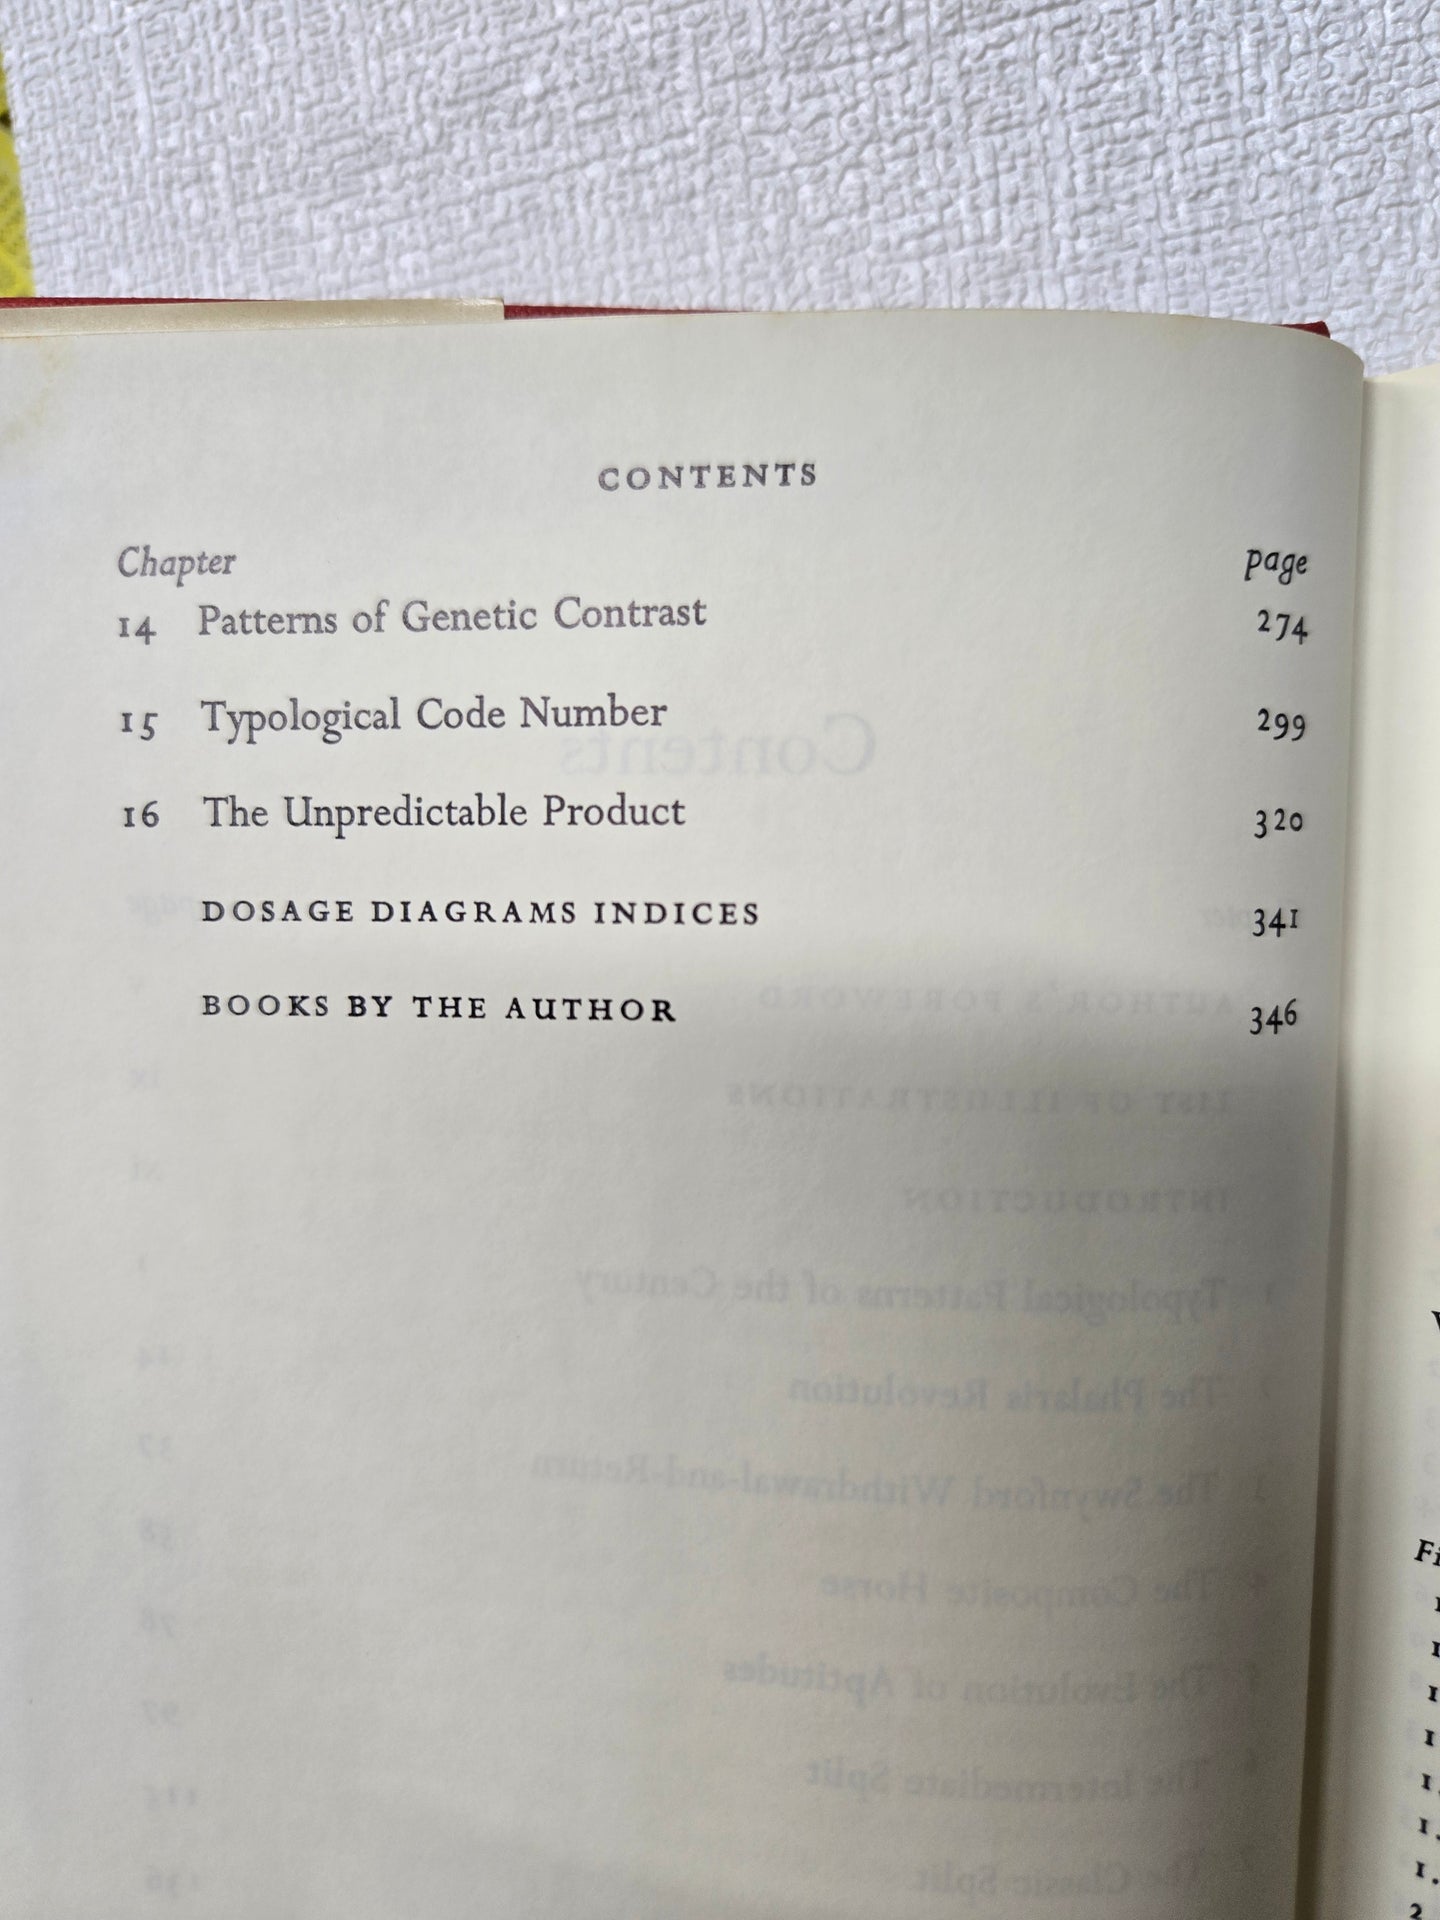 CONTENTS
Chapter page
14 Patterns of Genetic Contrast 274
15 Typological Code Number 299
16 The Unpredictable Product 320
DOSAGE DIAGRAMS INDICES 341
BOOKS BY THE AUTHOR 346